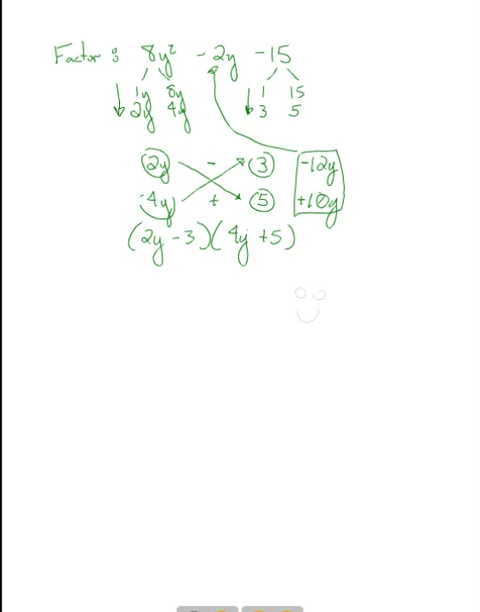 Factor: 8y² - 2y - 15
1y 8y 1 15
2y 4y 3 5
2y - 3 -12y
4y + 5 +10y
(2y - 3)(4y + 5)